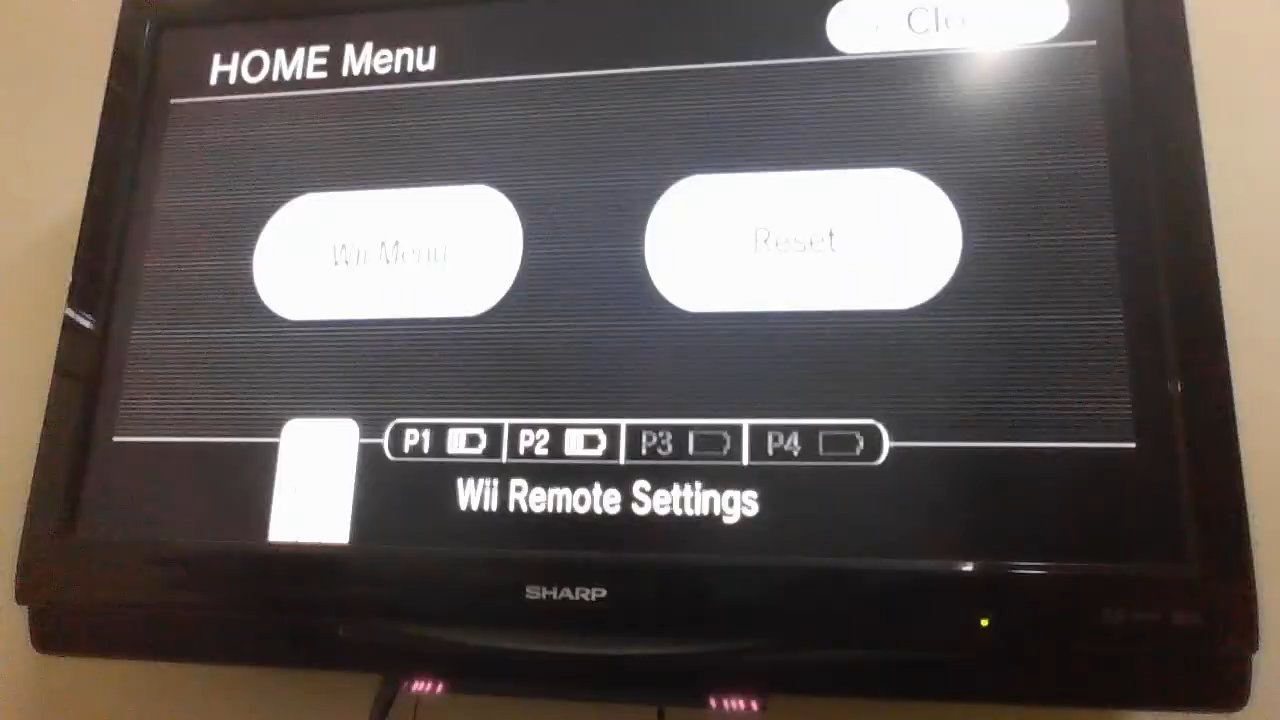 HOME Menu
Wii Menu
Reset
P1 P2 P3 P4
Wii Remote Settings
SHARP